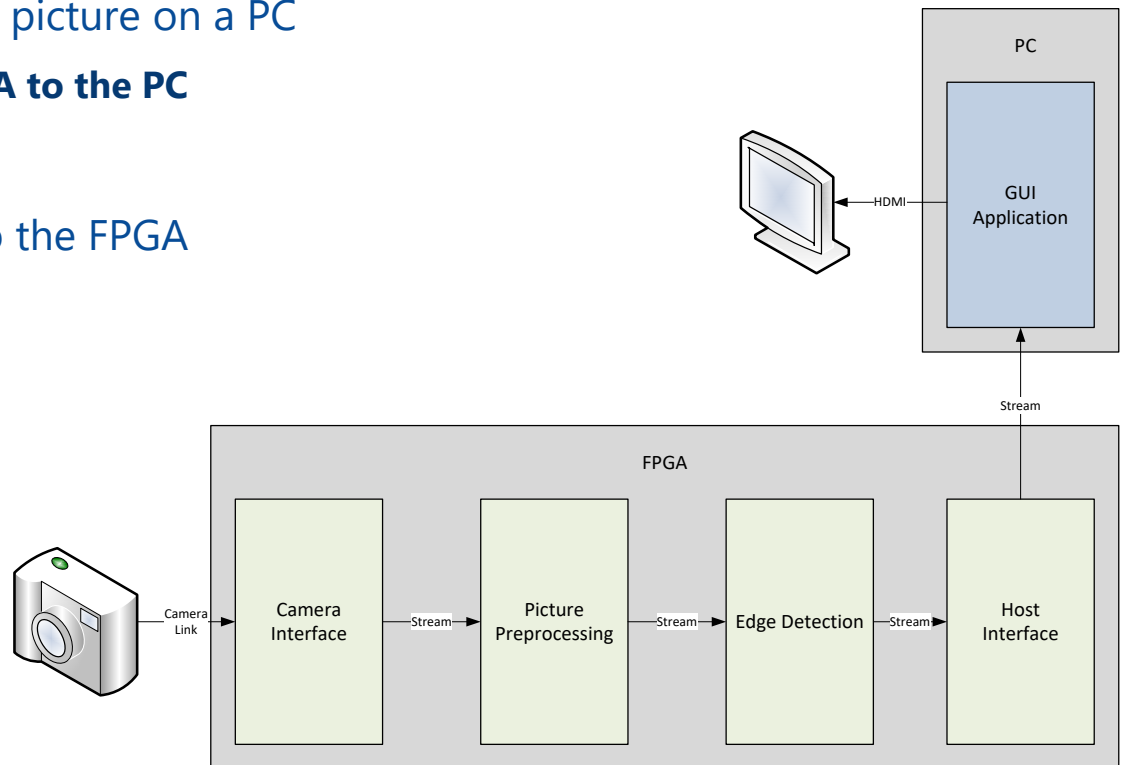 picture on a PC
A to the PC
the FPGA
PC
GUI
Application
HDMI
Stream
FPGA
Camera
Link
Camera
Interface
Stream
Picture
Preprocessing
Stream
Edge Detection
Stream
Host
Interface